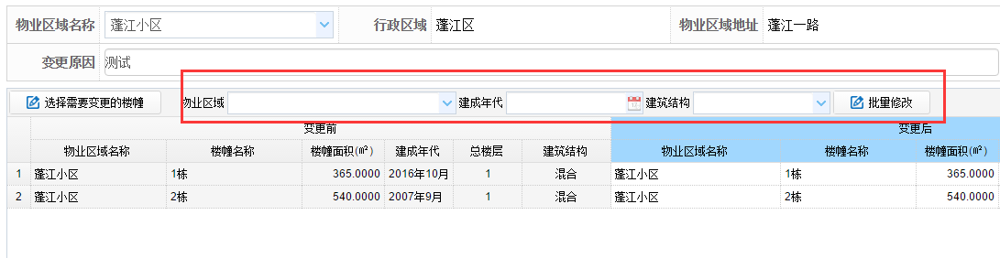 物业区域名称 蓬江小区 行政区域 蓬江区 物业区域地址 蓬江一路
变更原因 测试
选择需要变更的楼幢 物业区域 建成年代 建筑结构 批量修改
变更前 变更后
物业区域名称 楼幢名称 楼幢面积(㎡) 建成年代 总楼层 建筑结构 物业区域名称 楼幢名称 楼幢面积(㎡)
1 蓬江小区 1栋 365.0000 2016年10月 1 混合 蓬江小区 1栋 365.0000
2 蓬江小区 2栋 540.0000 2007年9月 1 混合 蓬江小区 2栋 540.0000